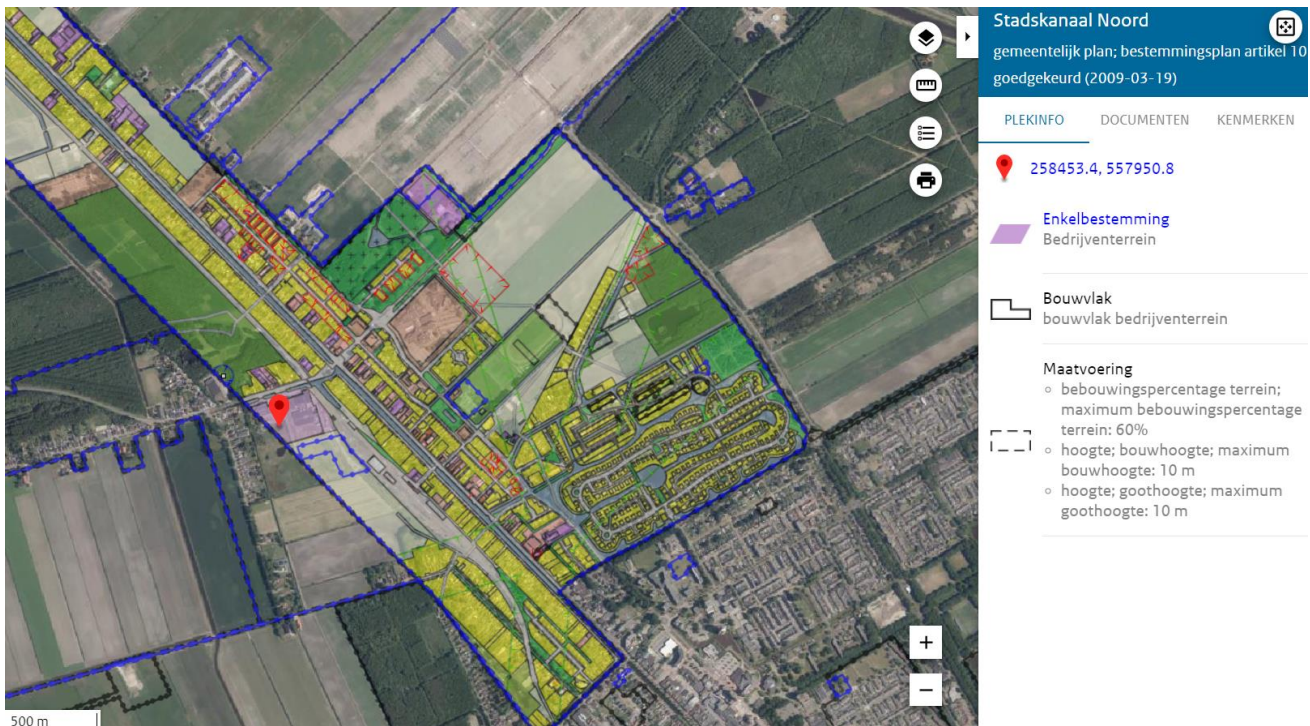 Stadskanaal Noord
gemeentelijk plan; bestemmingsplan artikel 10
goedgekeurd (2009-03-19)
PLEKINFO DOCUMENTEN KENMERKEN
258453.4, 557950.8
Enkelbestemming
Bedrijventerrein
Bouwvlak
bouwvlak bedrijventerrein
Maatvoering
bebouwingspercentage terrein;
maximum bebouwingspercentage
terrein: 60%
hoogte; bouwhoogte; maximum
bouwhoogte: 10 m
hoogte; goothoogte; maximum
goothoogte: 10 m
+
−
500 m